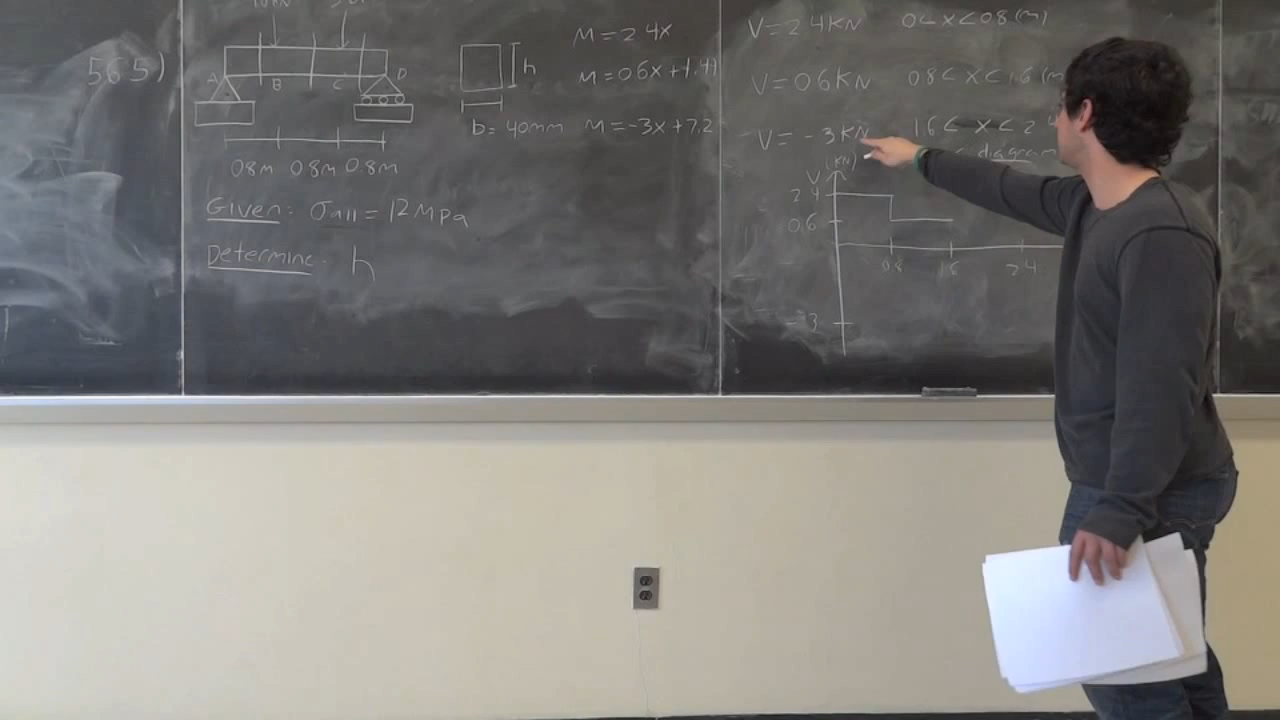 565)
A B C D
0.8m 0.8m 0.8m
Given: σall = 12 MPa
Determine: h
h
b = 40mm
M = 2.4x
M = 0.6x + 1.44
M = -3x + 7.2
V = 2.4 KN 0 < x < 0.8 (m)
V = 0.6 KN 0.8 < x < 1.6 (m
V = -3 KN 1.6 < x < 2.4
diagram
V (KN)
2.4
0.6
0.8 1.6 2.4
-3